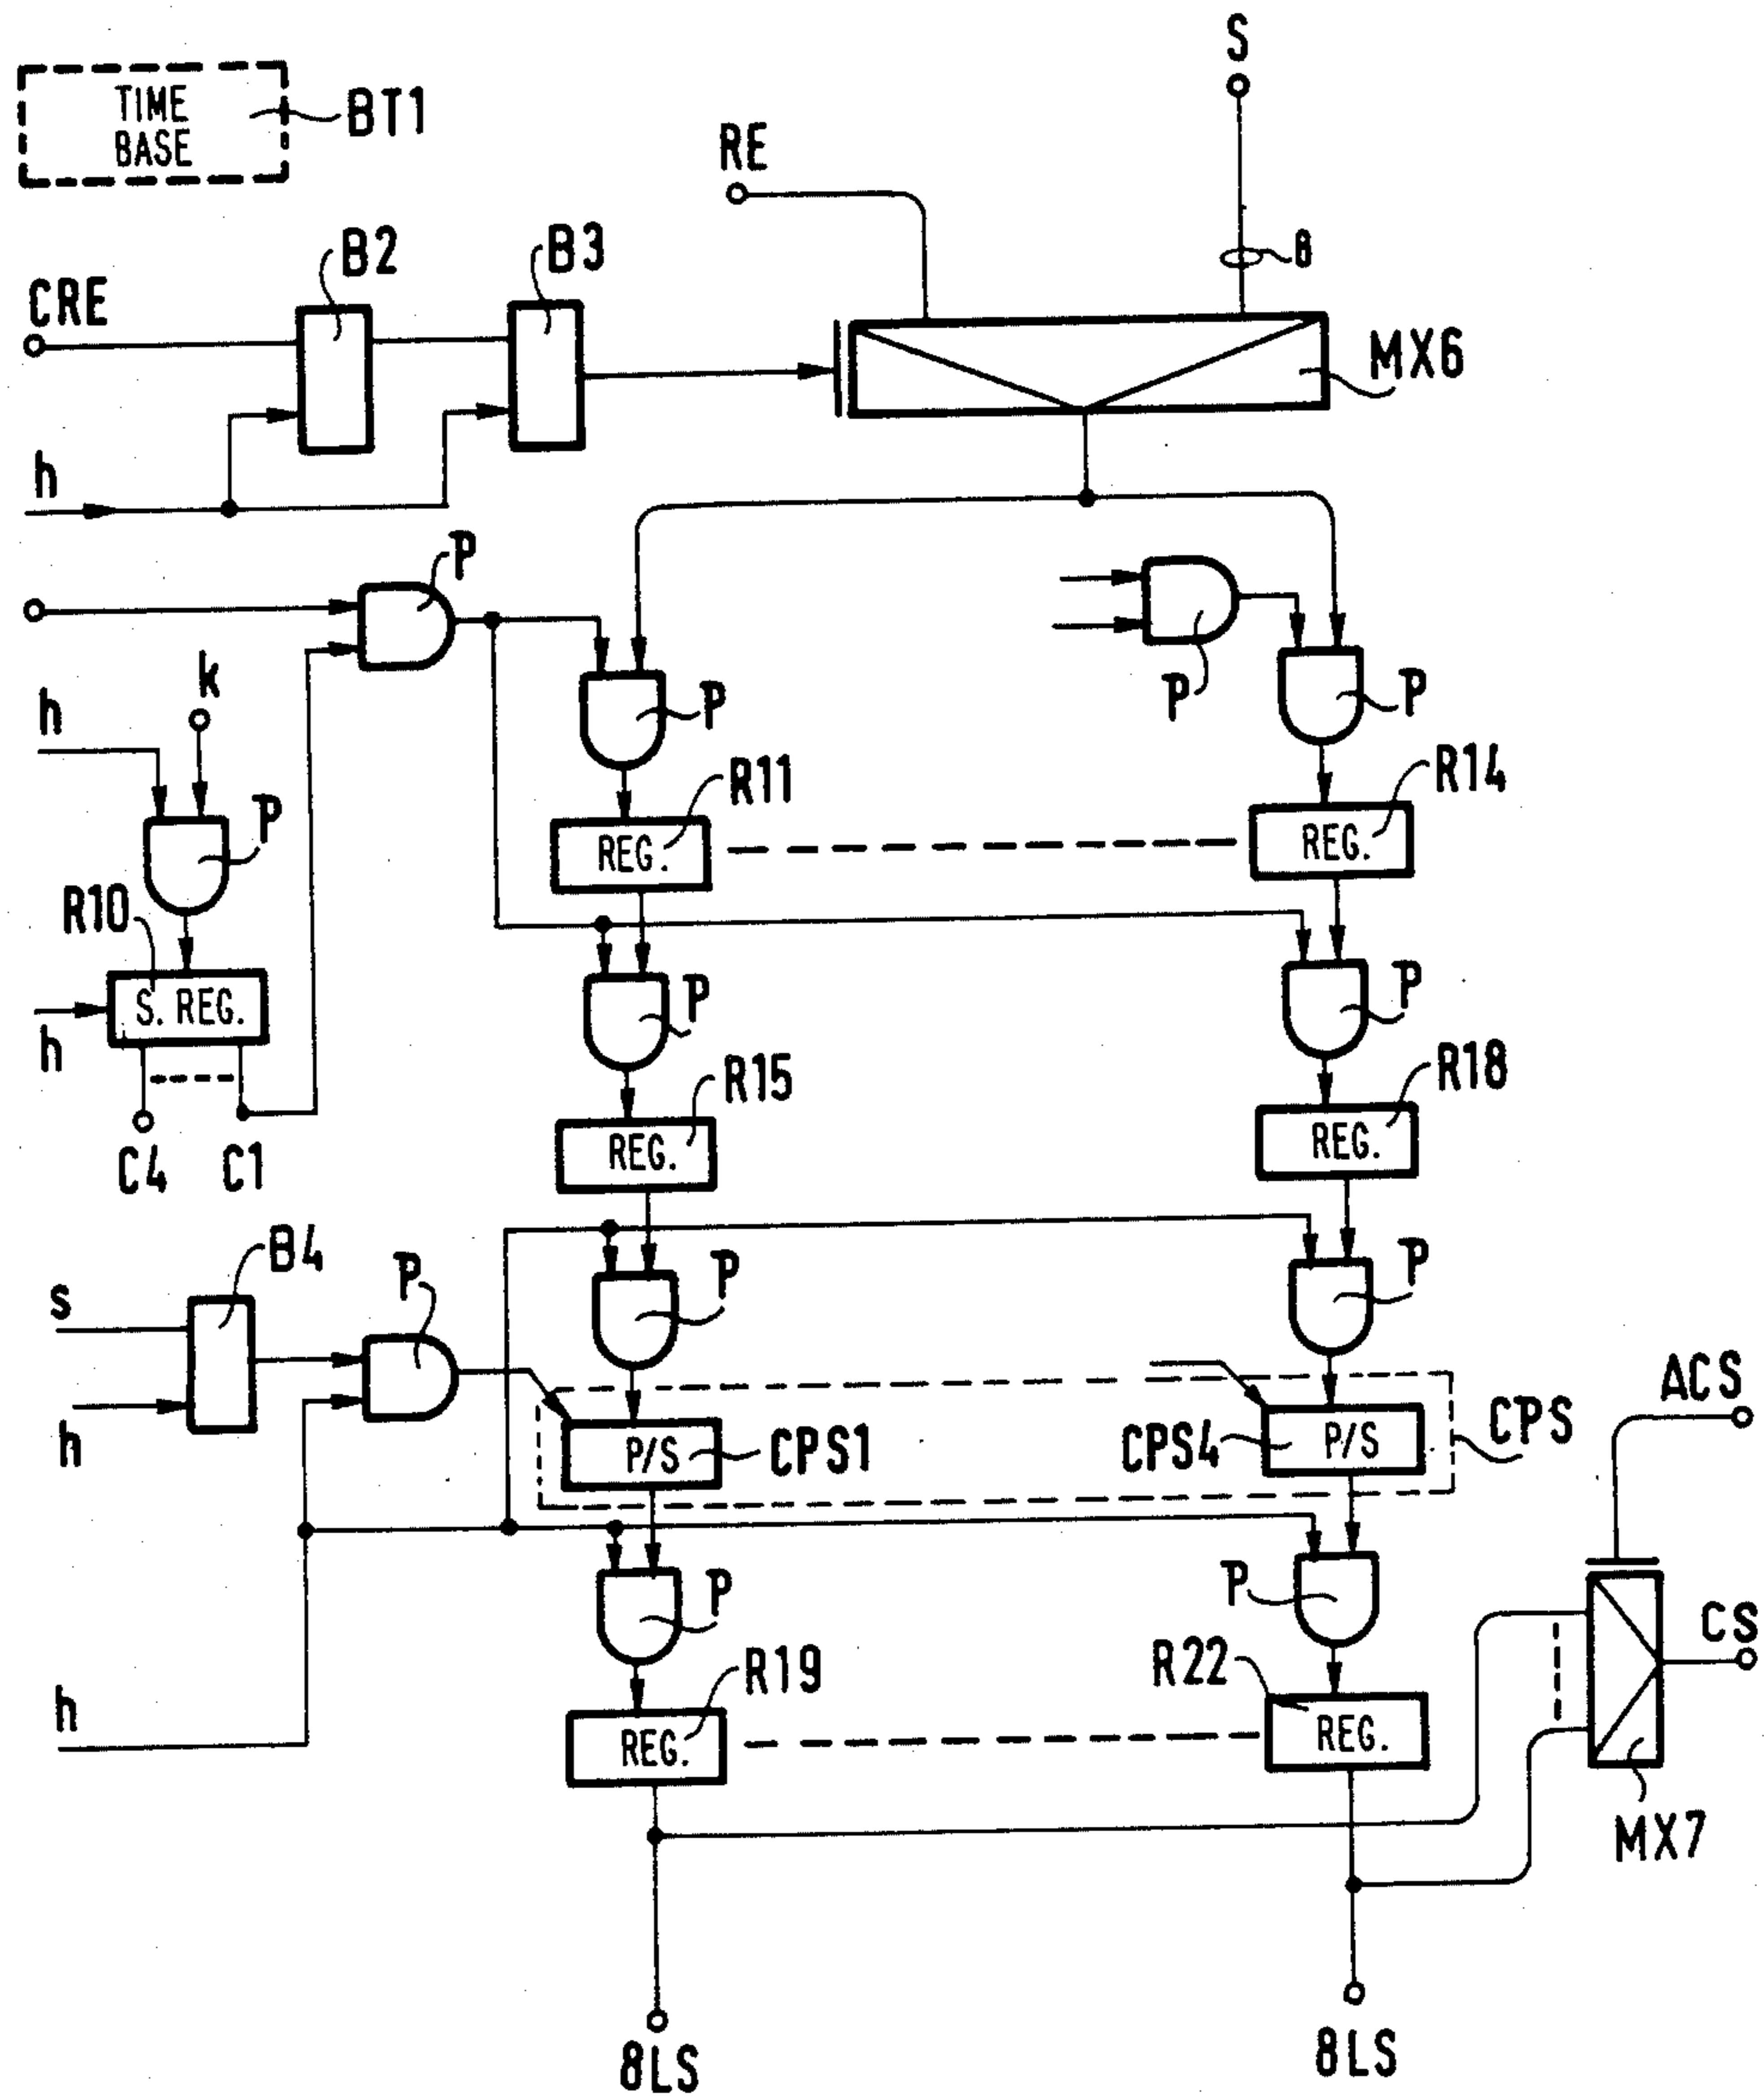 S
TIME
BASE
BT1
RE
B2
B3
8
CRE
MX6
h
P
k
P
P
P
h
R11
R14
P
REG.
REG.
R10
S. REG.
P
P
h
R15
R18
C4
C1
REG.
REG.
B4
P
P
P
s
ACS
CPS
h
P/S
CPS1
CPS4
P/S
P
P
CS
R19
R22
h
REG.
REG.
MX7
8LS
8LS